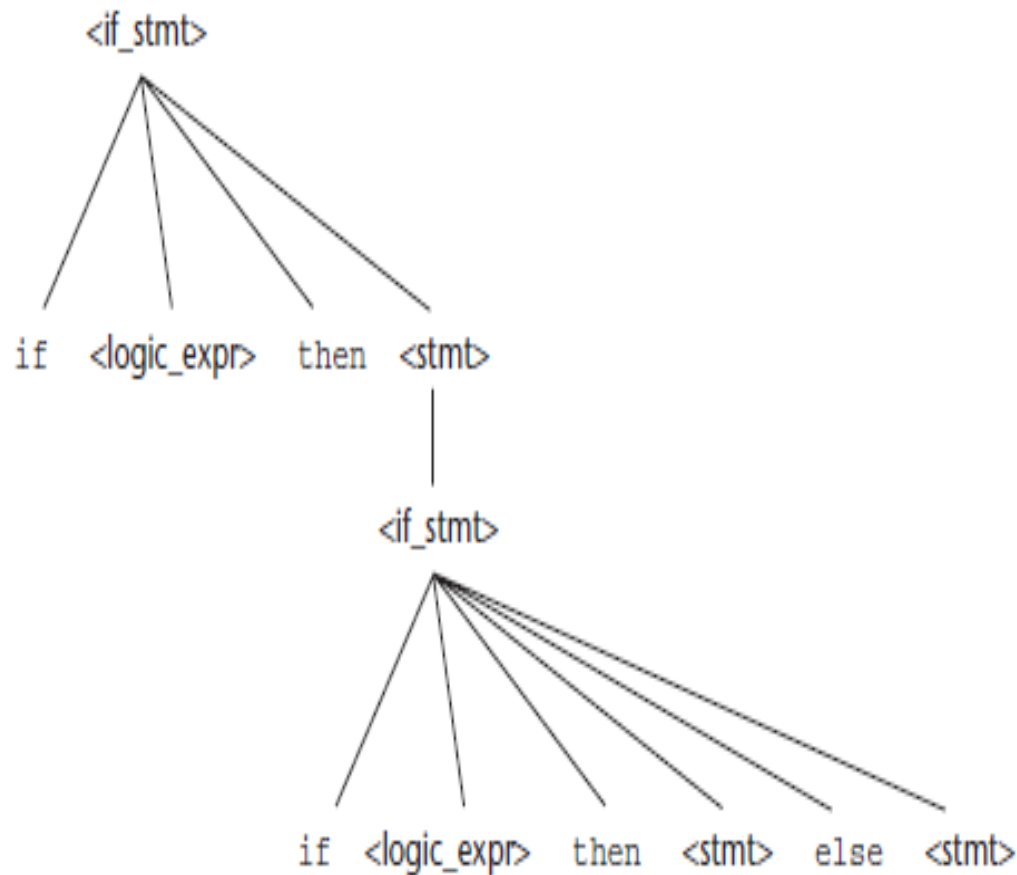 <if_stmt>
if <logic_expr> then <stmt>
<if_stmt>
if <logic_expr> then <stmt> else <stmt>